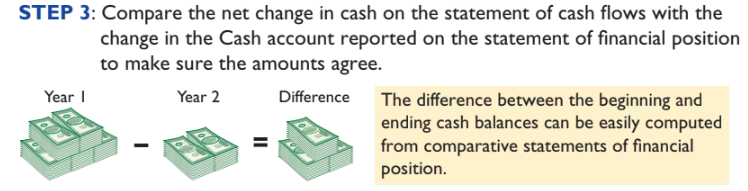 STEP 3: Compare the net change in cash on the statement of cash flows with the
change in the Cash account reported on the statement of financial position
to make sure the amounts agree.
Year 1 Year 2 Difference
– =
The difference between the beginning and
ending cash balances can be easily computed
from comparative statements of financial
position.